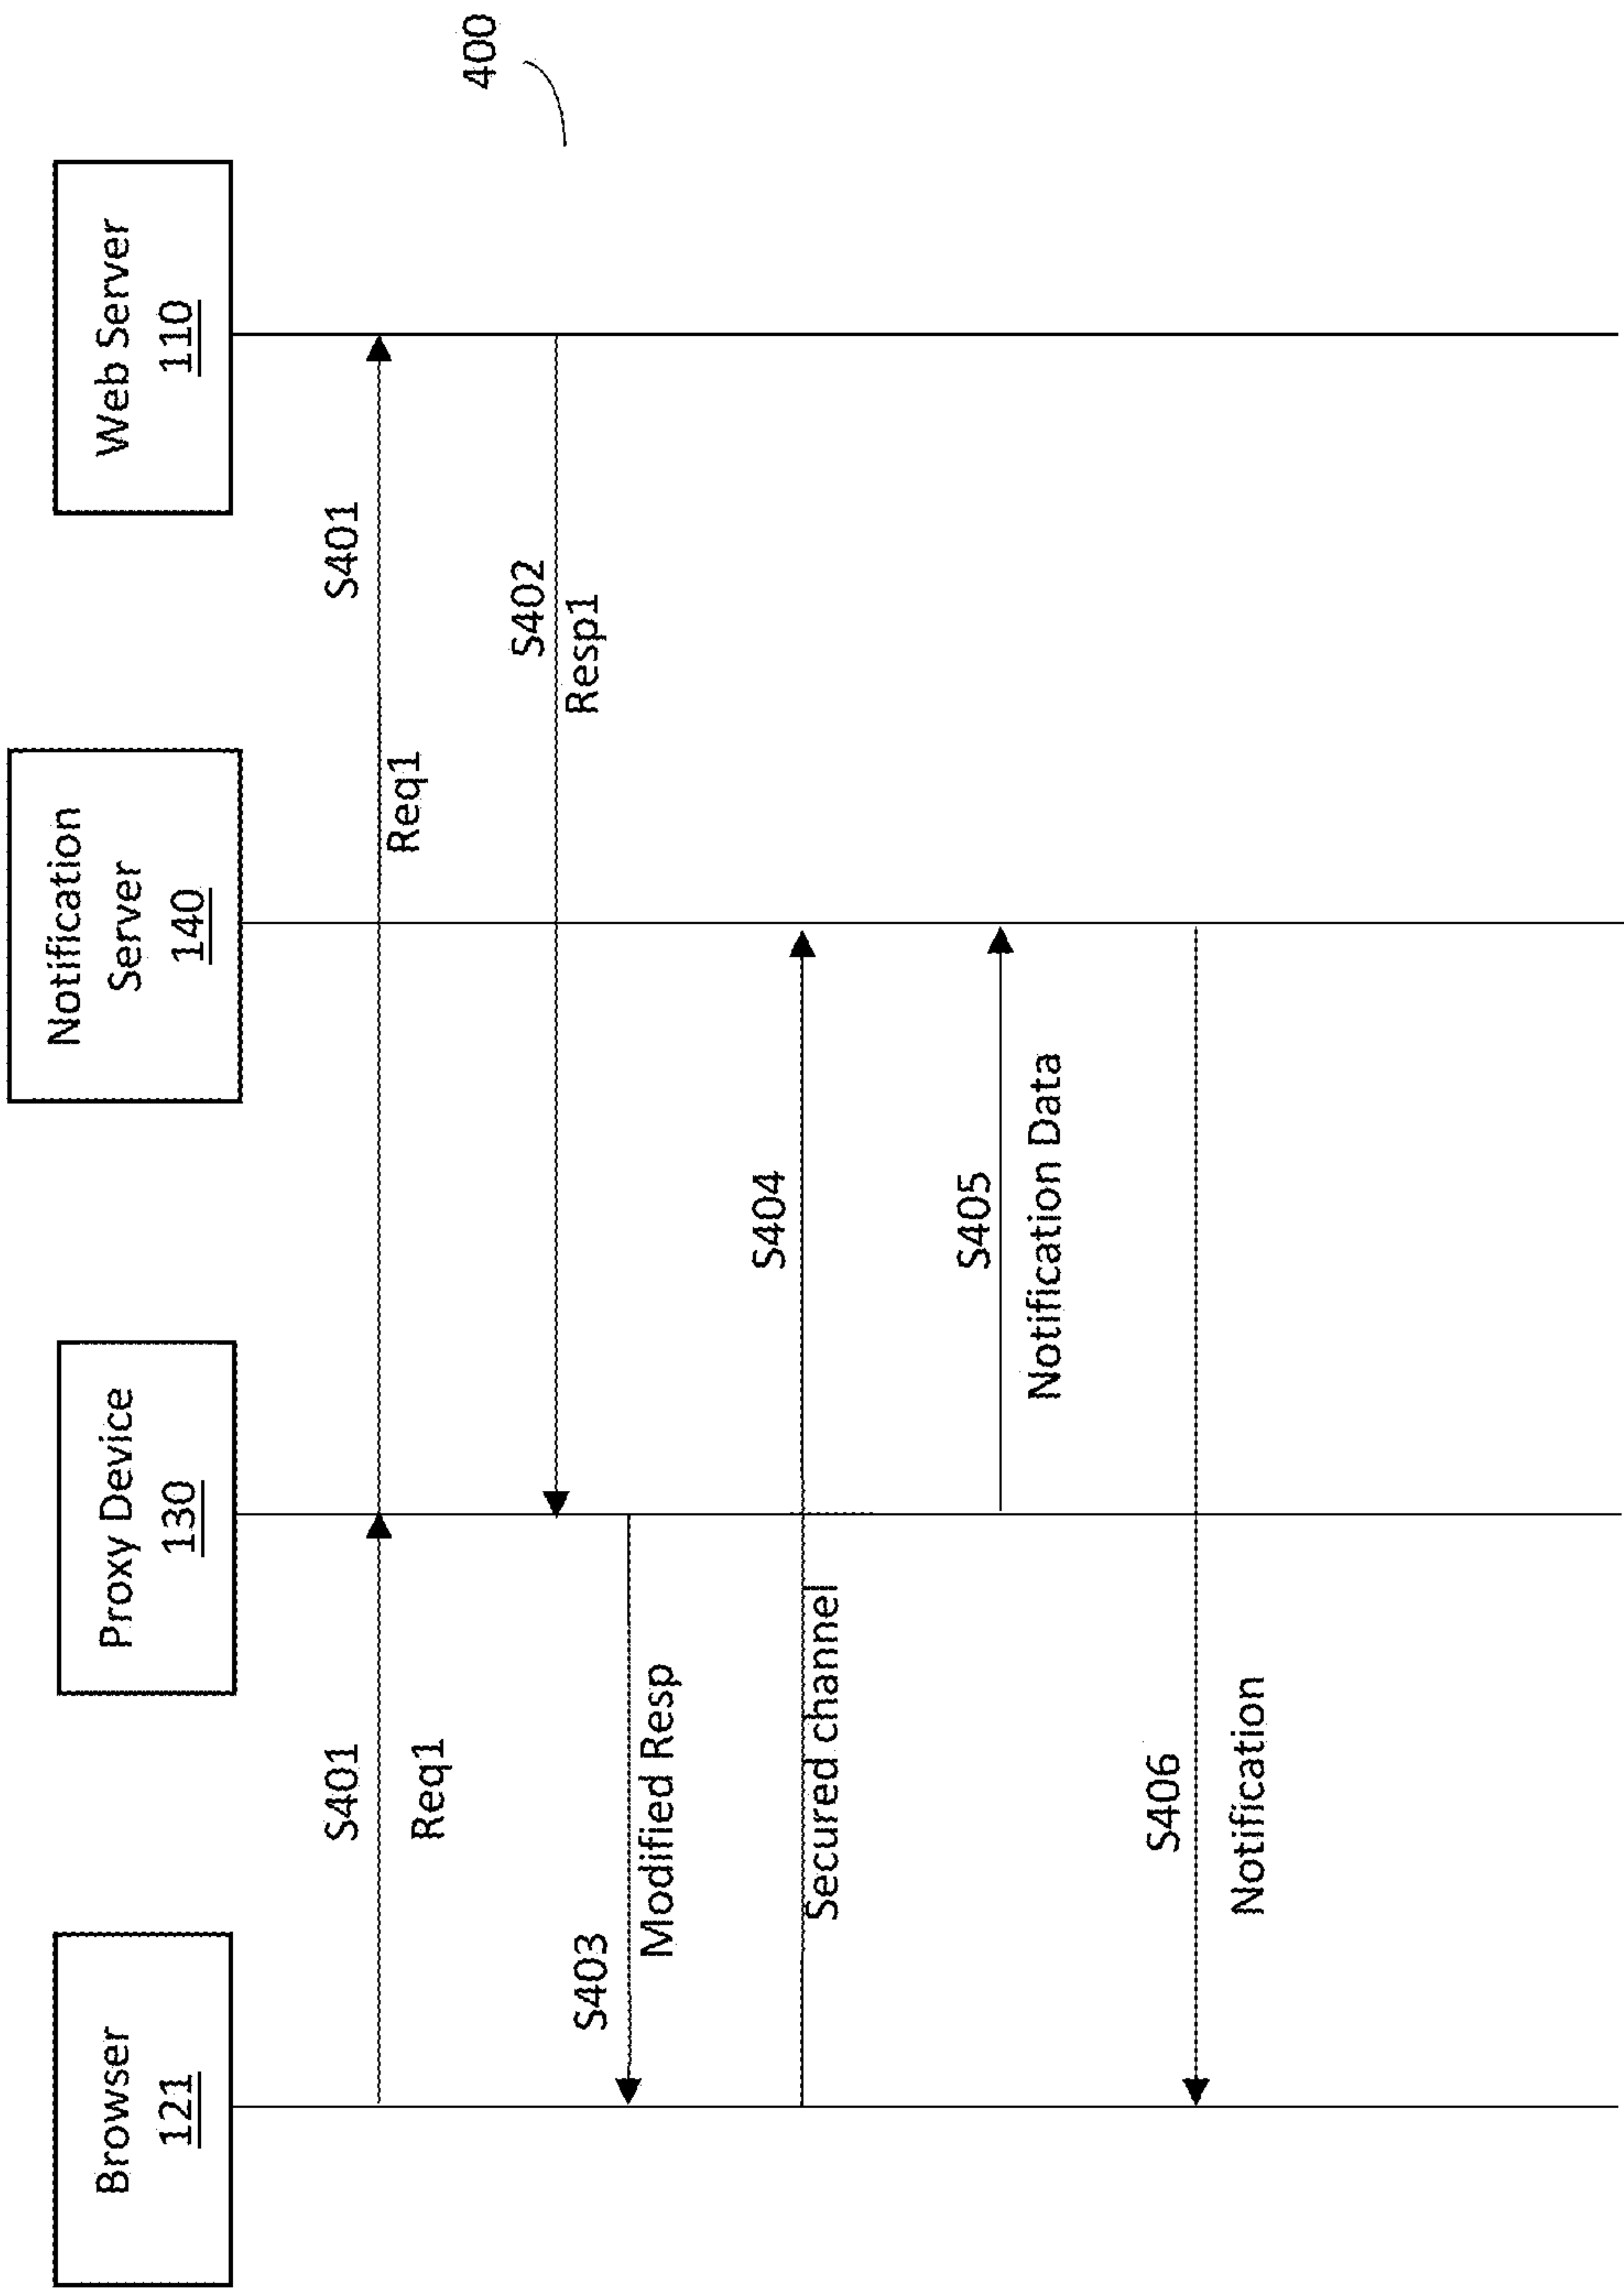 Browser
121
Proxy Device
130
Notification
Server
140
Web Server
110
S401
Req1
S401
Req1
400
S402
Resp1
S403
Modified Resp
S404
Secured channel
S405
Notification Data
S406
Notification